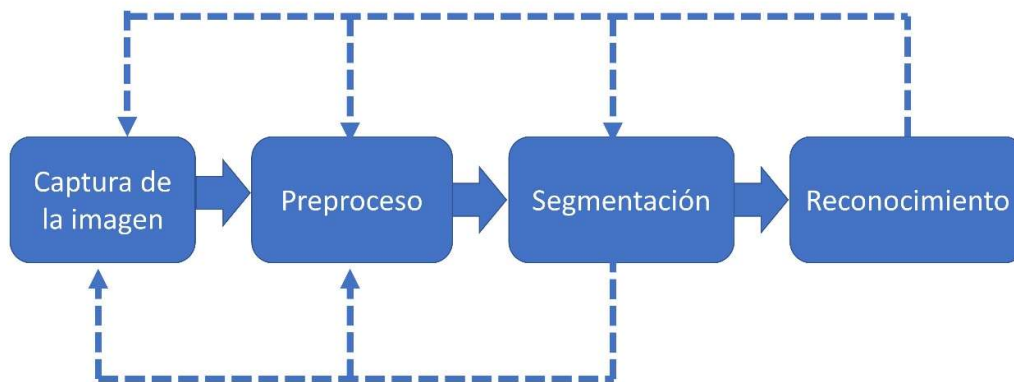 Captura de
la imagen
Preproceso
Segmentación
Reconocimiento